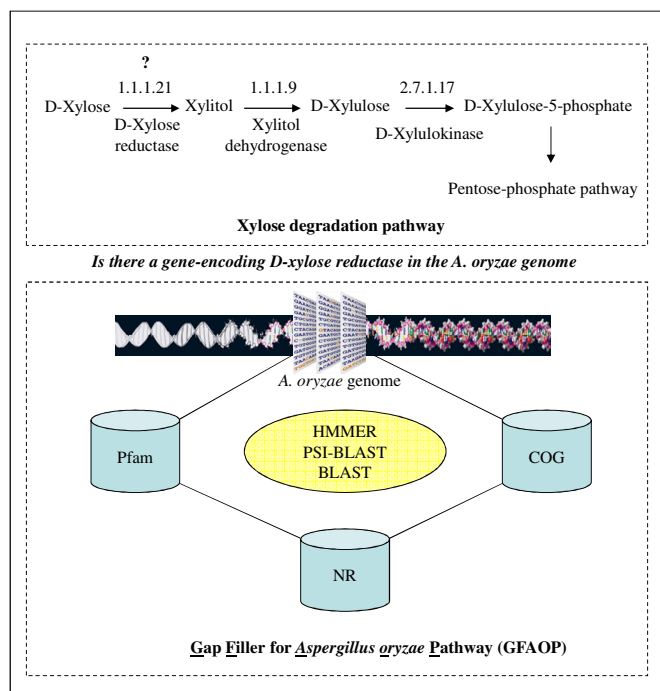 ?
1.1.1.21 1.1.1.9 2.7.1.17
D-Xylose Xylitol D-Xylulose D-Xylulose-5-phosphate
D-Xylose Xylitol D-Xylulokinase
reductase dehydrogenase
Pentose-phosphate pathway
Xylose degradation pathway
Is there a gene-encoding D-xylose reductase in the A. oryzae genome
A. oryzae genome
HMMER
PSI-BLAST
BLAST
Pfam
COG
NR
Gap Filler for Aspergillus oryzae Pathway (GFAOP)